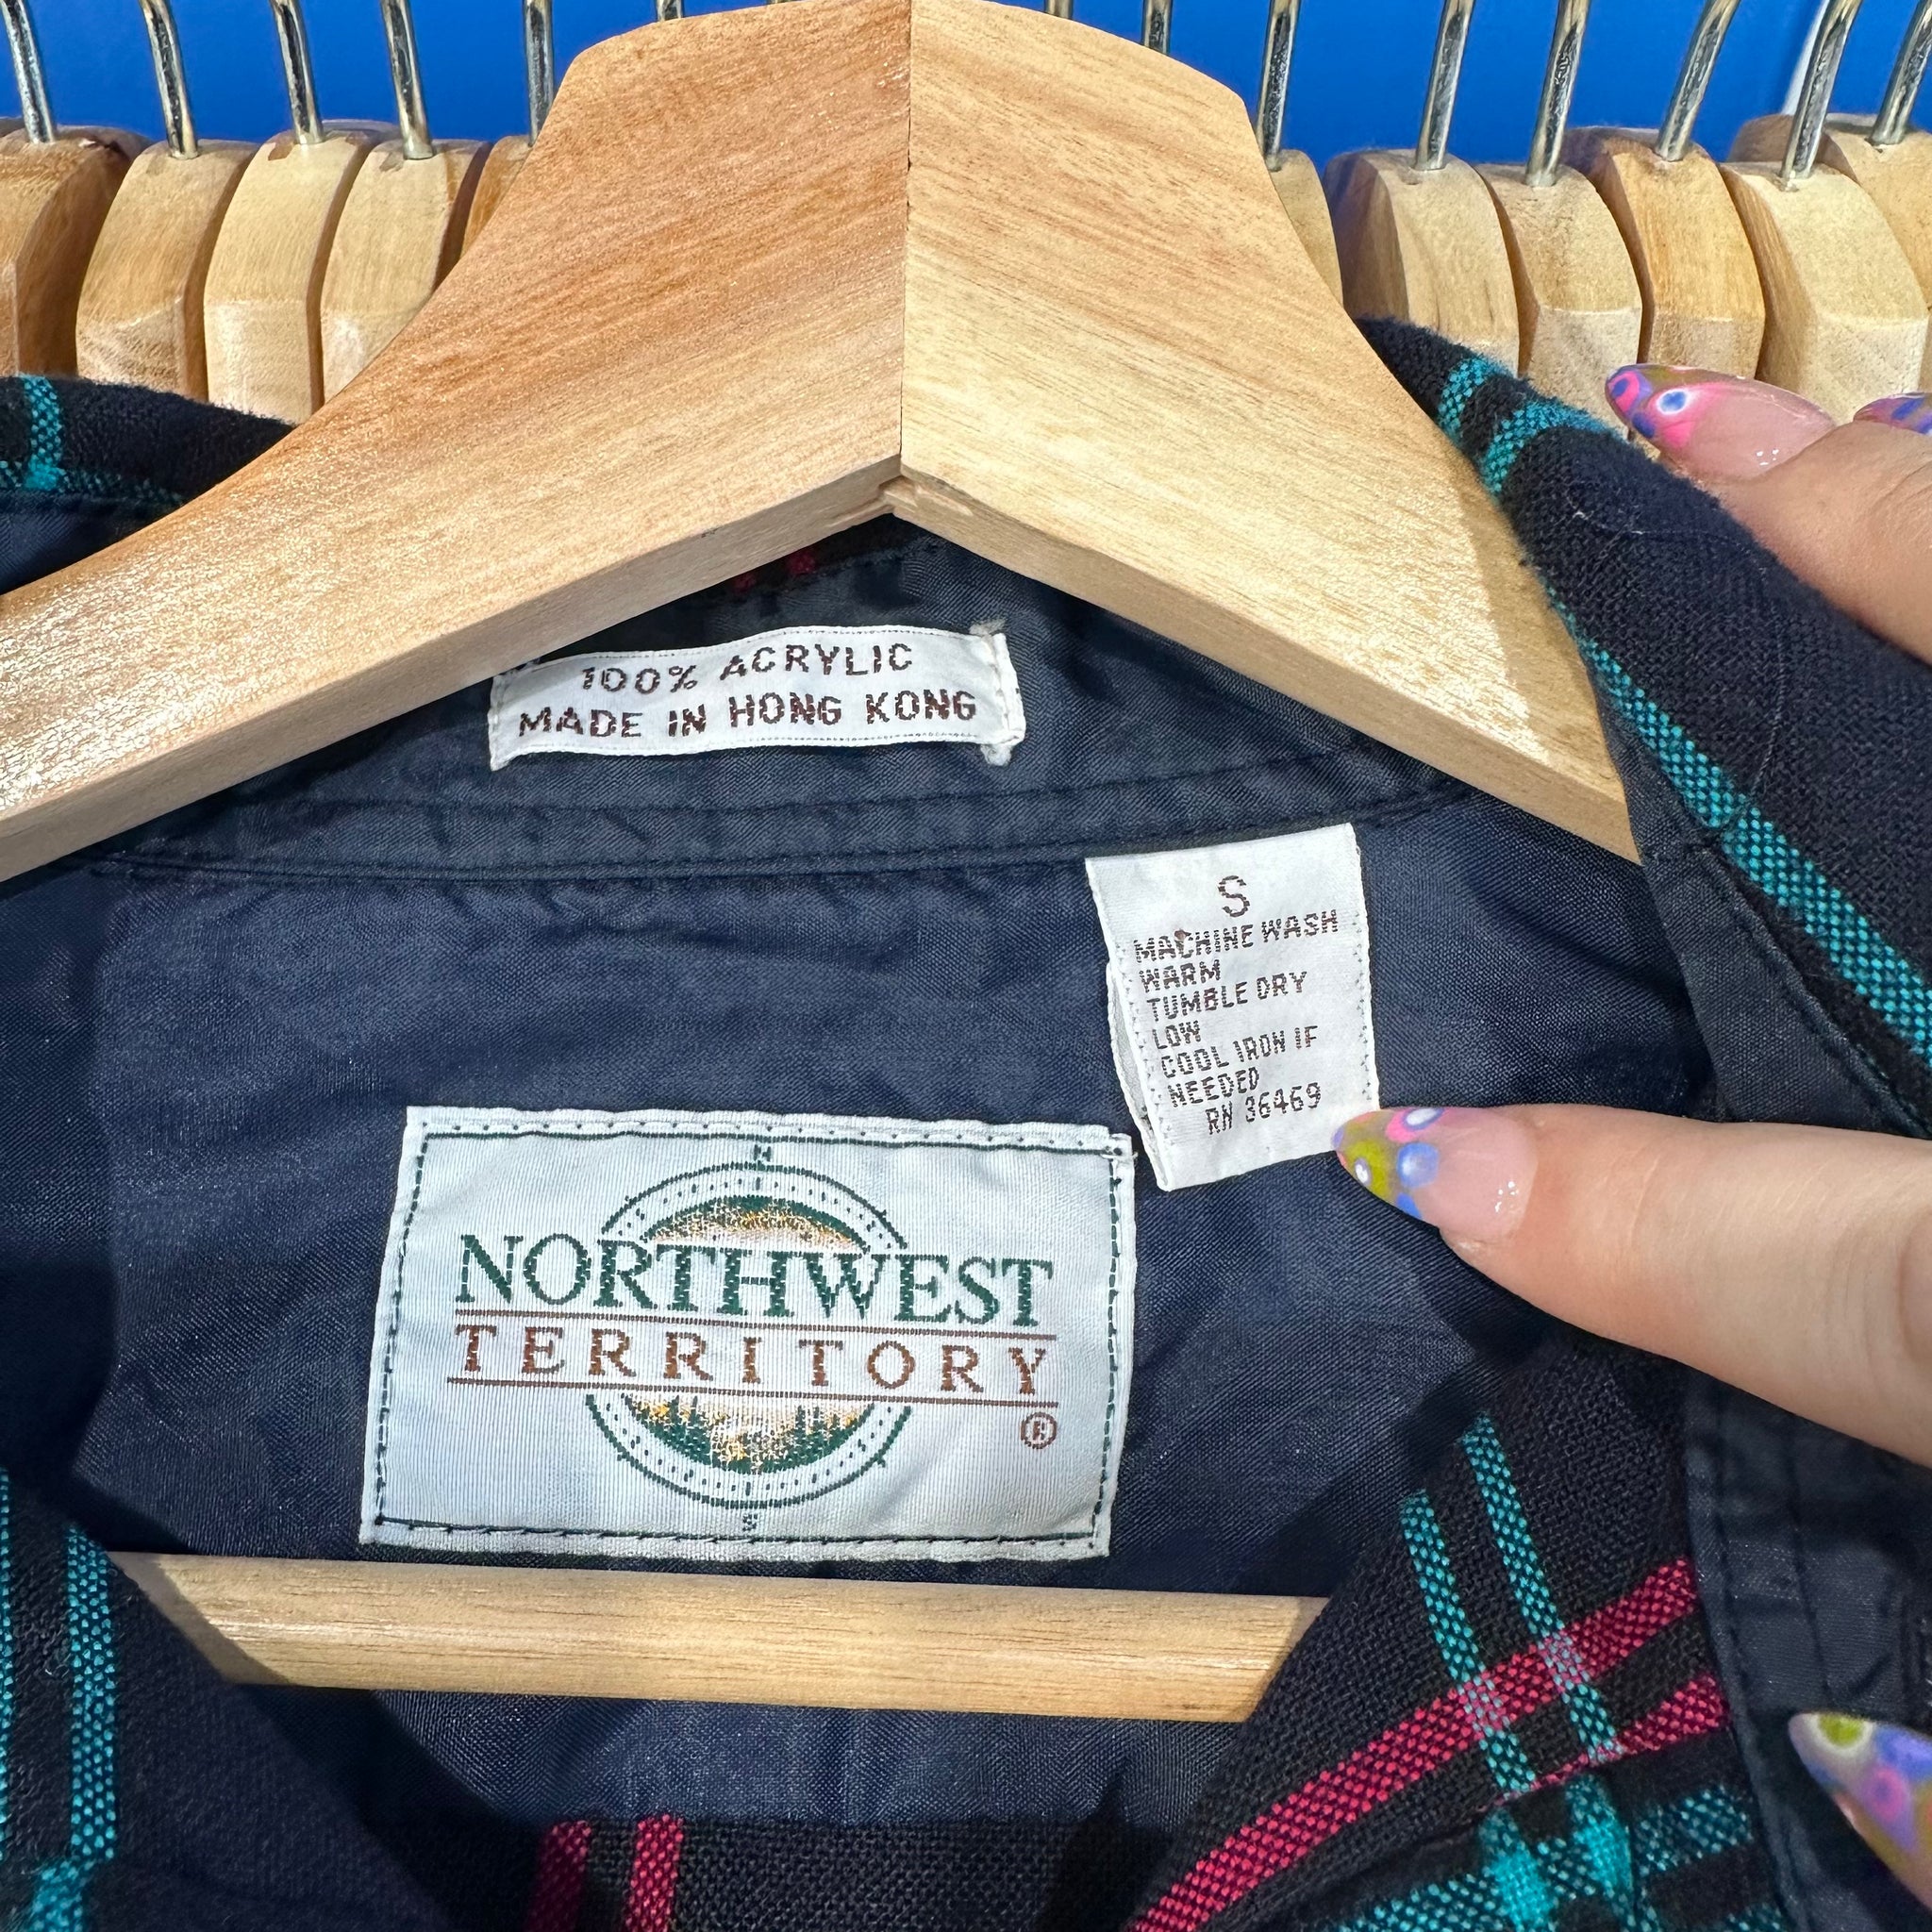 100% ACRYLIC
MADE IN HONG KONG
S
MACHINE WASH
WARM
TUMBLE DRY
LOW
COOL IRON IF
NEEDED
RN 36469
N
NORTHWEST
TERRITORY
®
S